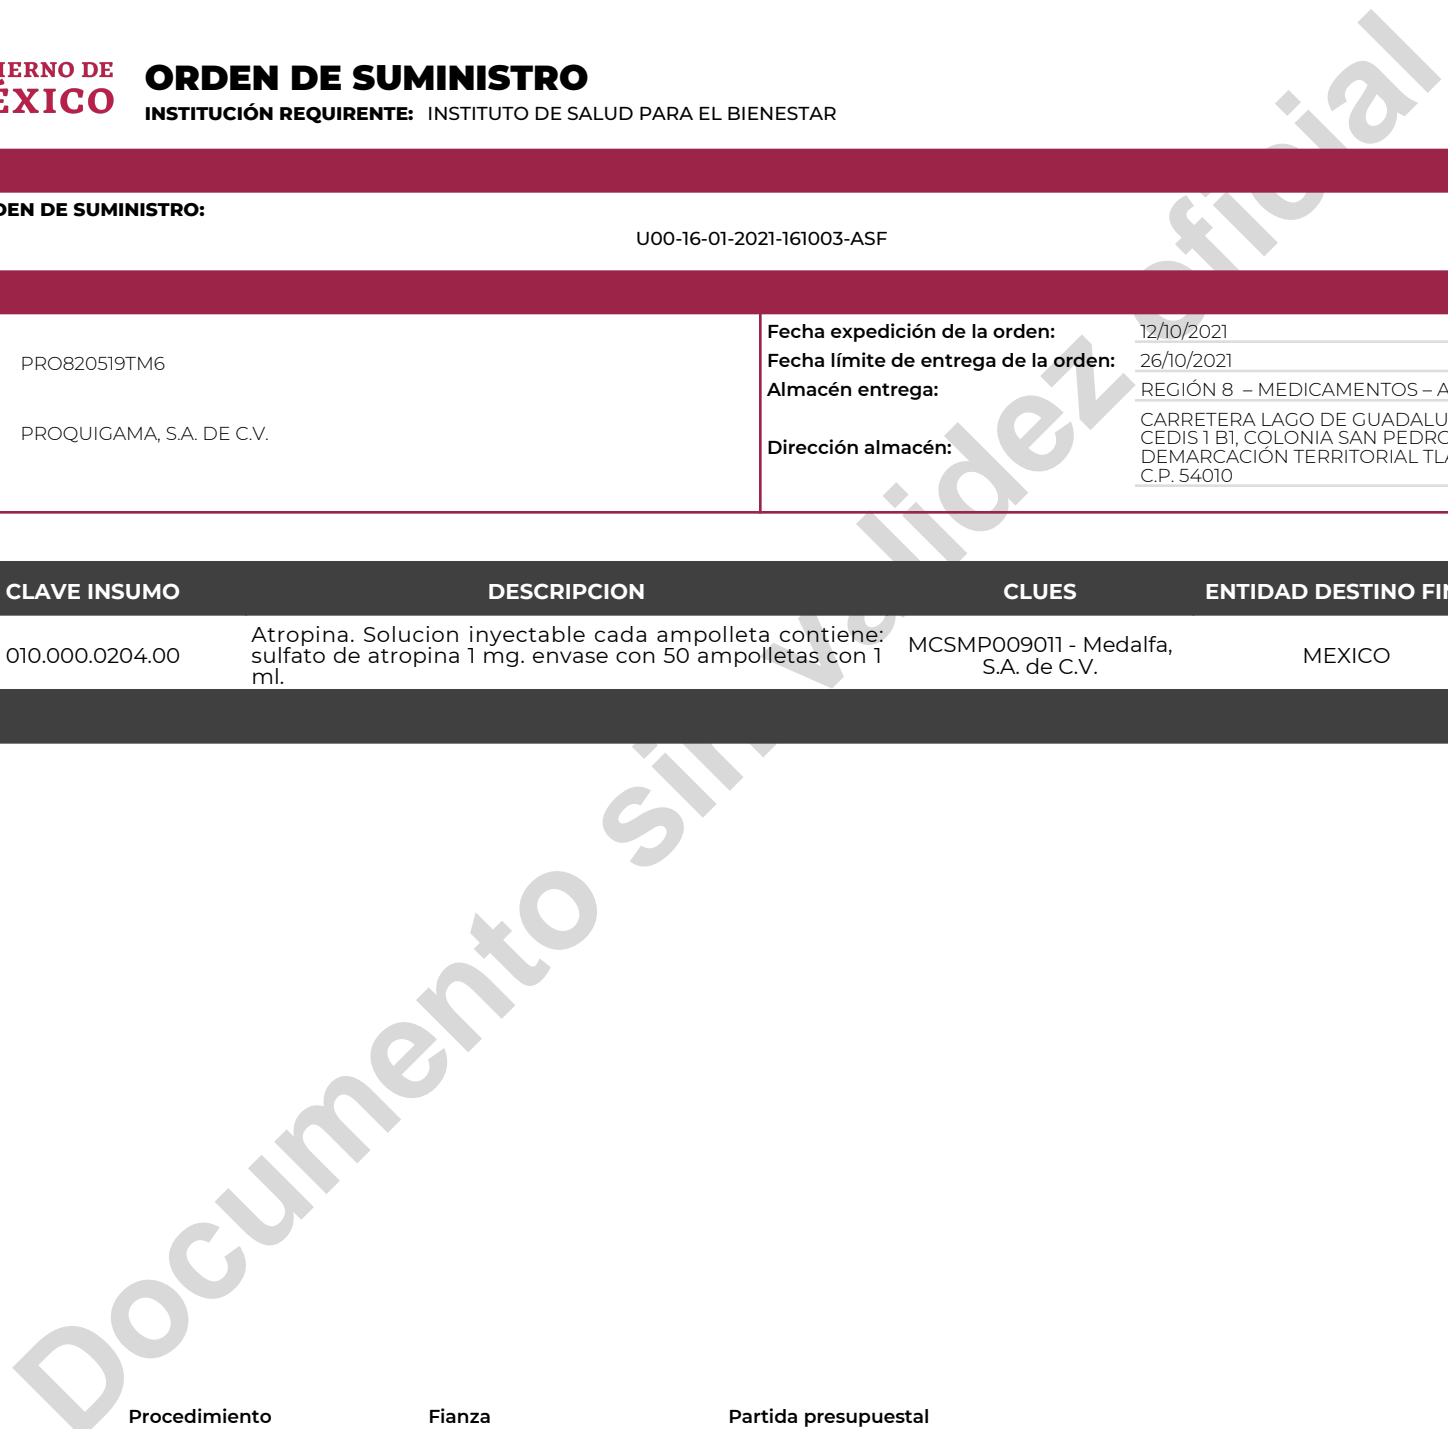 IERNO DE
ÉXICO
ORDEN DE SUMINISTRO
INSTITUCIÓN REQUIRENTE: INSTITUTO DE SALUD PARA EL BIENESTAR
DEN DE SUMINISTRO:
U00-16-01-2021-161003-ASF
PRO820519TM6
PROQUIGAMA, S.A. DE C.V.
Fecha expedición de la orden: 12/10/2021
Fecha límite de entrega de la orden: 26/10/2021
Almacén entrega: REGIÓN 8 – MEDICAMENTOS – A
Dirección almacén: CARRETERA LAGO DE GUADALU
CEDIS 1 B1, COLONIA SAN PEDRO
DEMARCACIÓN TERRITORIAL TLA
C.P. 54010
CLAVE INSUMO DESCRIPCION CLUES ENTIDAD DESTINO FIN
010.000.0204.00
Atropina. Solucion inyectable cada ampolleta contiene:
sulfato de atropina 1 mg. envase con 50 ampolletas con 1
ml.
MCSMP009011 - Medalfa,
S.A. de C.V.
MEXICO
Documento sin validez oficial
Procedimiento Fianza Partida presupuestal